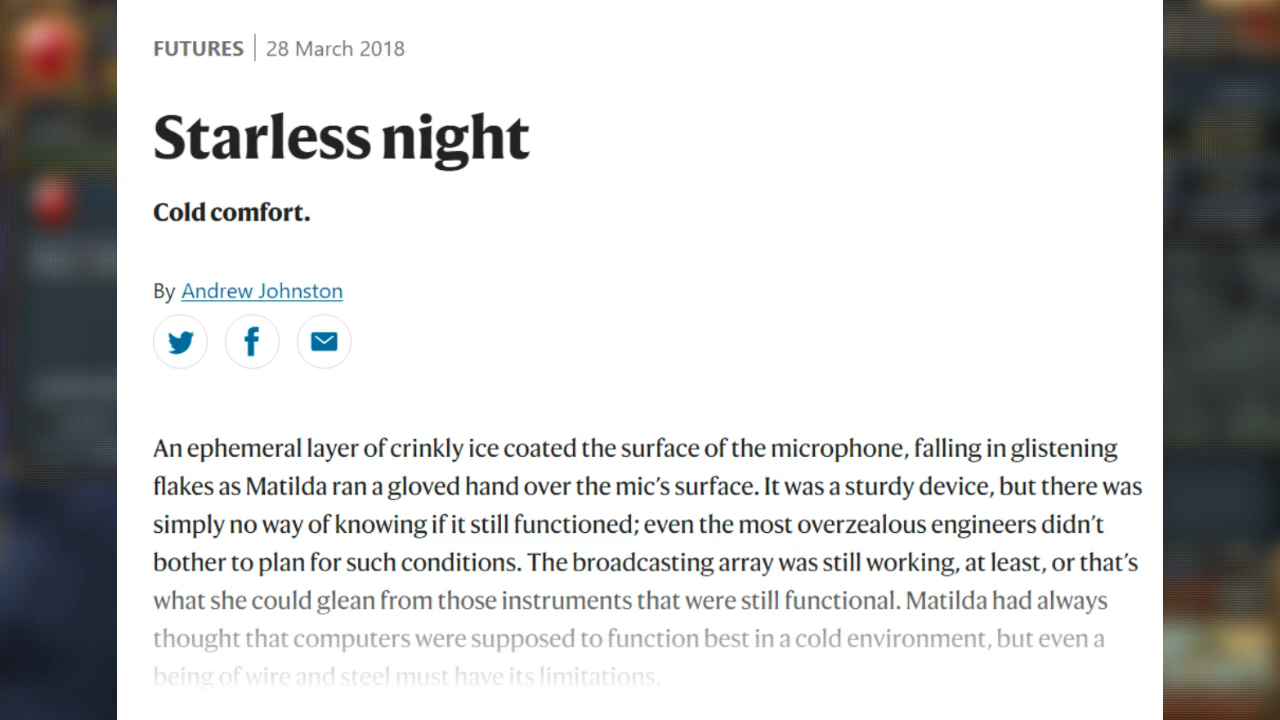 FUTURES 28 March 2018
Starless night
Cold comfort.
By Andrew Johnston
An ephemeral layer of crinkly ice coated the surface of the microphone, falling in glistening
flakes as Matilda ran a gloved hand over the mic’s surface. It was a sturdy device, but there was
simply no way of knowing if it still functioned; even the most overzealous engineers didn’t
bother to plan for such conditions. The broadcasting array was still working, at least, or that’s
what she could glean from those instruments that were still functional. Matilda had always
thought that computers were supposed to function best in a cold environment, but even a
being of wire and steel must have its limitations.